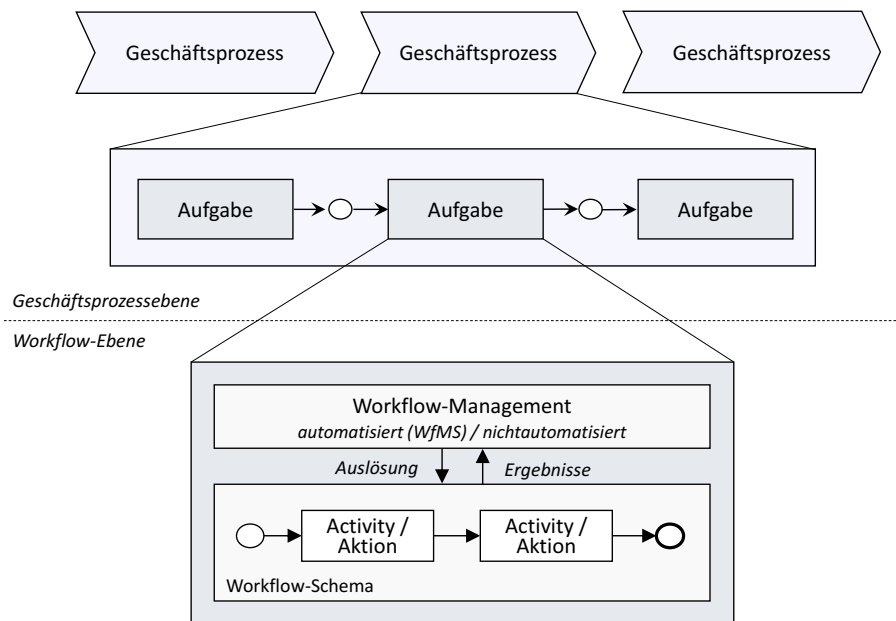 Geschäftsprozess
Geschäftsprozess
Geschäftsprozess
Aufgabe
Aufgabe
Aufgabe
Geschäftsprozessebene
Workflow-Ebene
Workflow-Management
automatisiert (WfMS) / nichtautomatisiert
Auslösung
Ergebnisse
Activity /
Aktion
Activity /
Aktion
Workflow-Schema